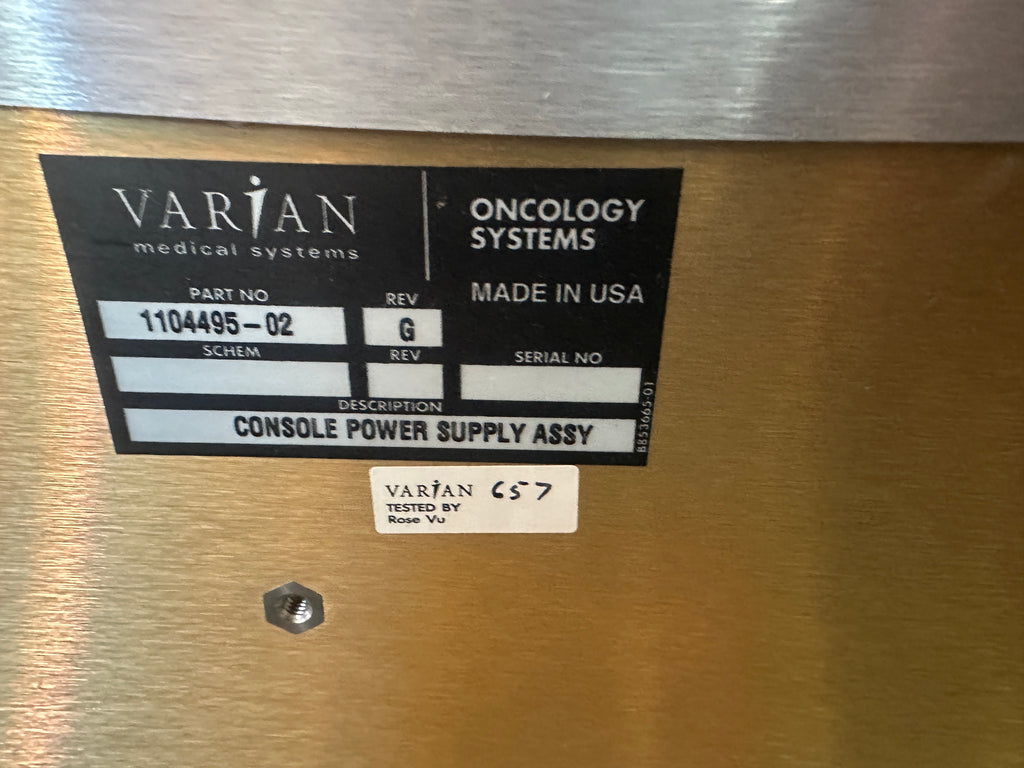 VARIAN
medical systems
ONCOLOGY
SYSTEMS
MADE IN USA
PART NO
1104495-02
REV
G
SCHEM
REV
SERIAL NO
DESCRIPTION
CONSOLE POWER SUPPLY ASSY
B853665-01
VARIAN 657
TESTED BY
Rose Vu